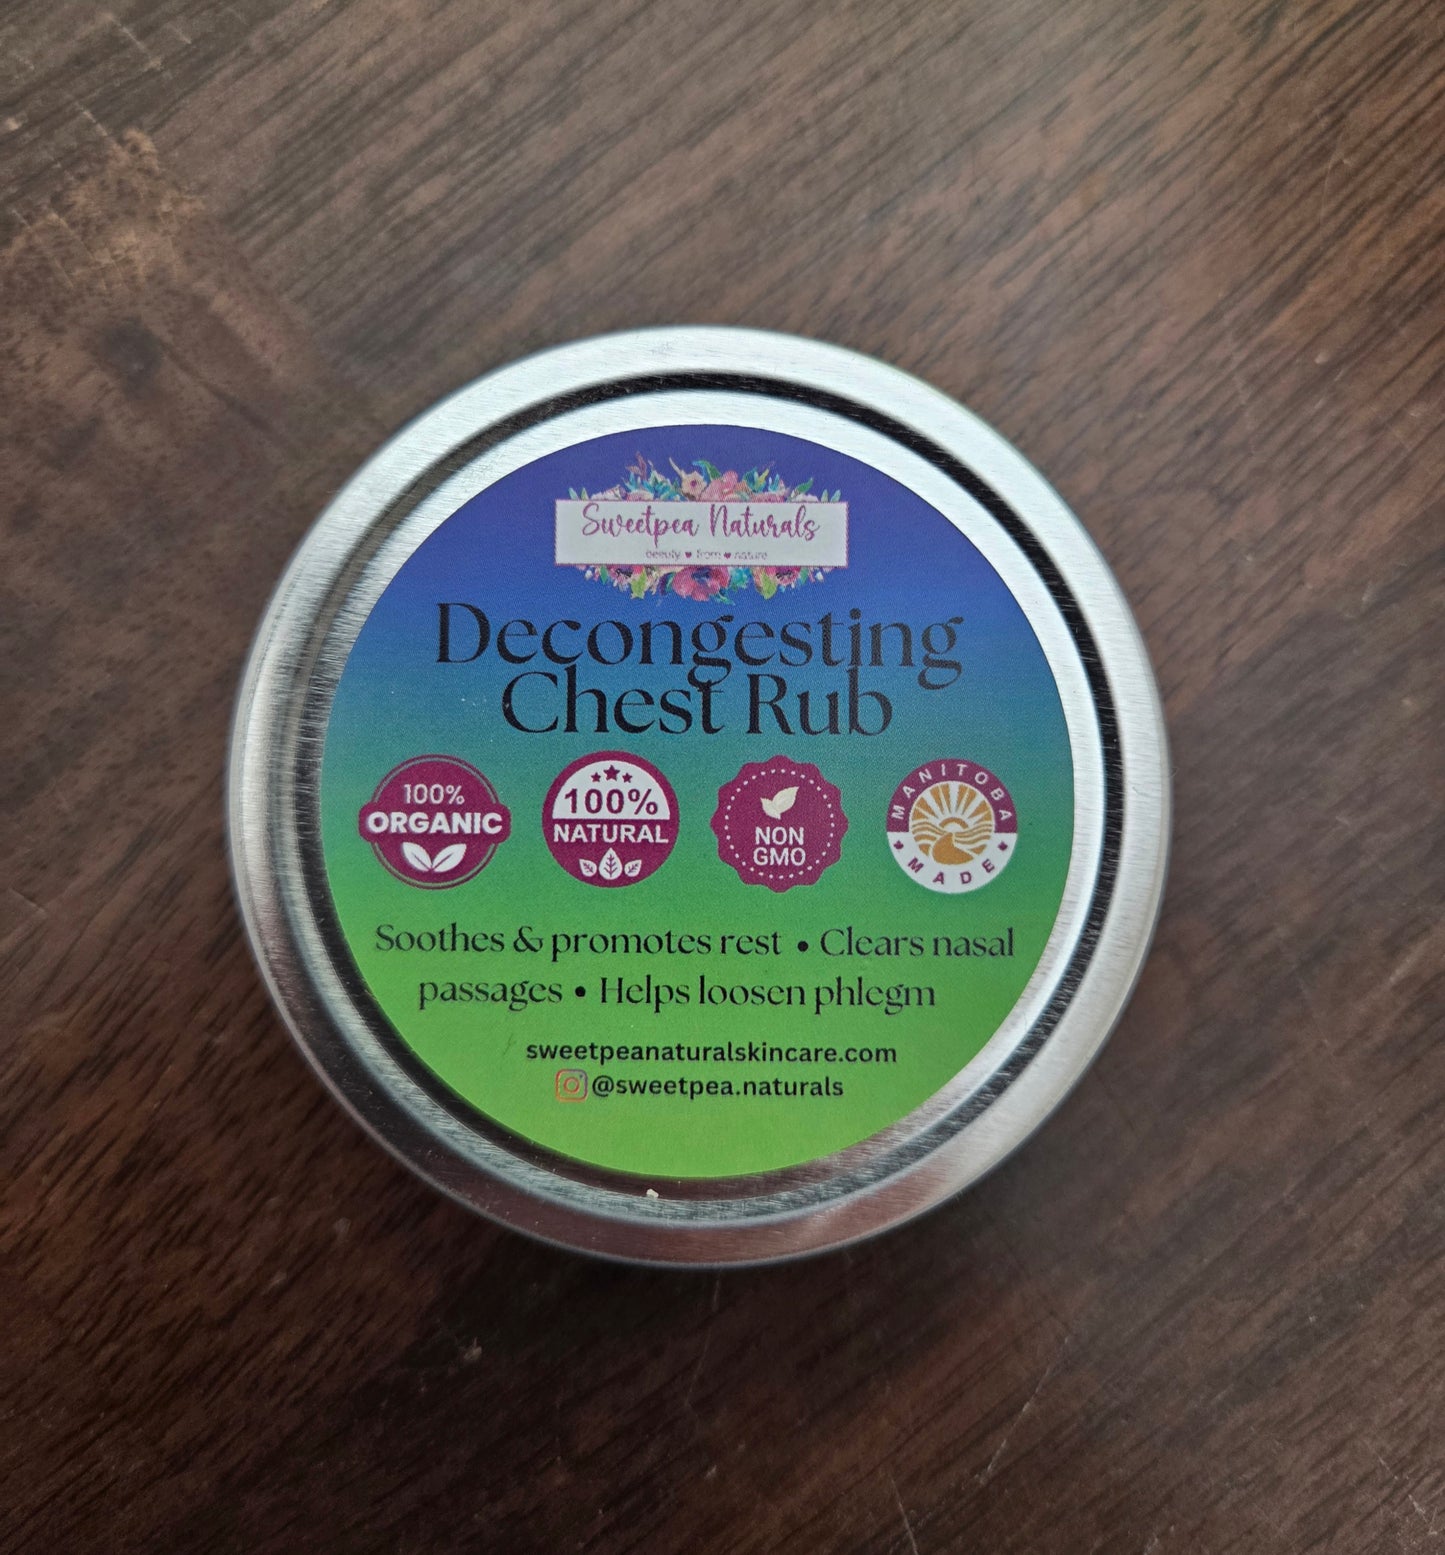 Sweetpea Naturals
beauty ♥ from ♥ nature
Decongesting
Chest Rub
100%
ORGANIC
100%
NATURAL
NON
GMO
MANITOBA
MADE
Soothes & promotes rest • Clears nasal
passages • Helps loosen phlegm
sweetpeanaturalskincare.com
@sweetpea.naturals